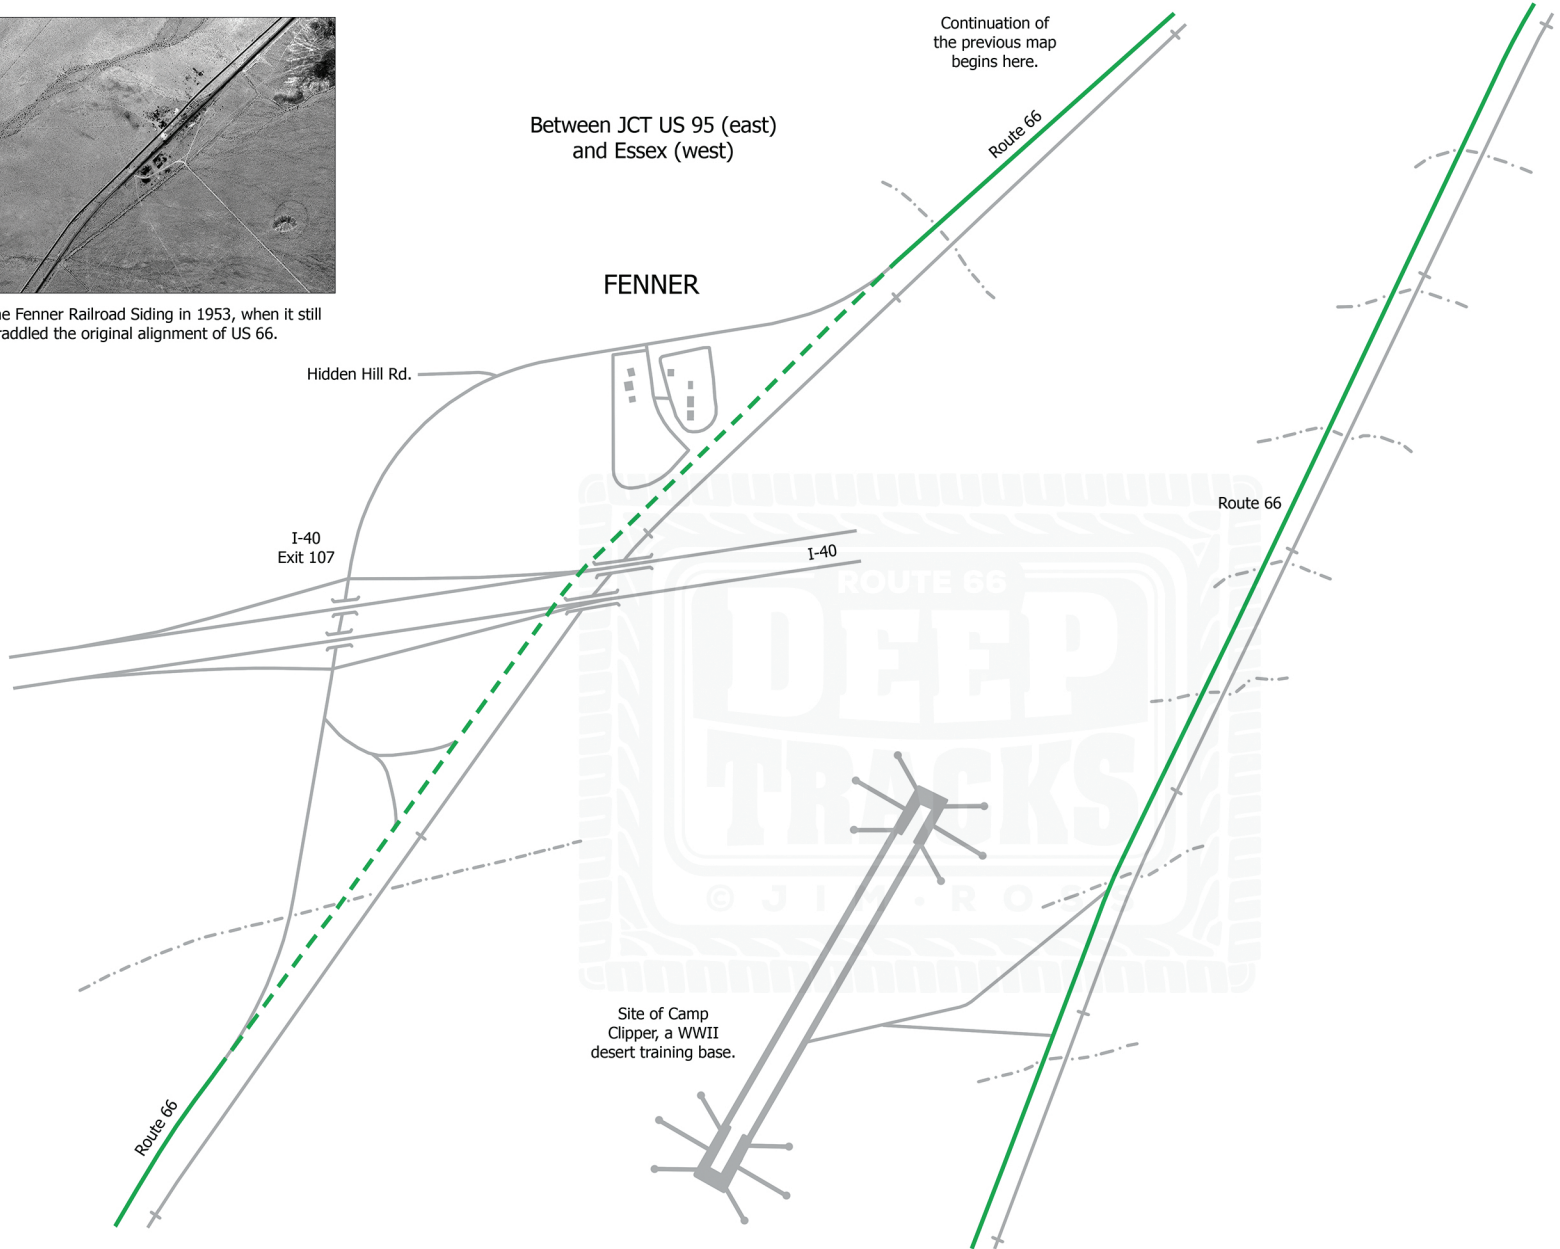 Continuation of
the previous map
begins here.
Between JCT US 95 (east)
and Essex (west)
Route 66
FENNER
Fenner Railroad Siding in 1953, when it still
the original alignment of US 66.
Hidden Hill Rd.
I-40
Exit 107
I-40
Route 66
ROUTE 66
DEEP
TRACKS
© JIM • ROSS
Site of Camp
Clipper, a WWII
desert training base.
Route 66